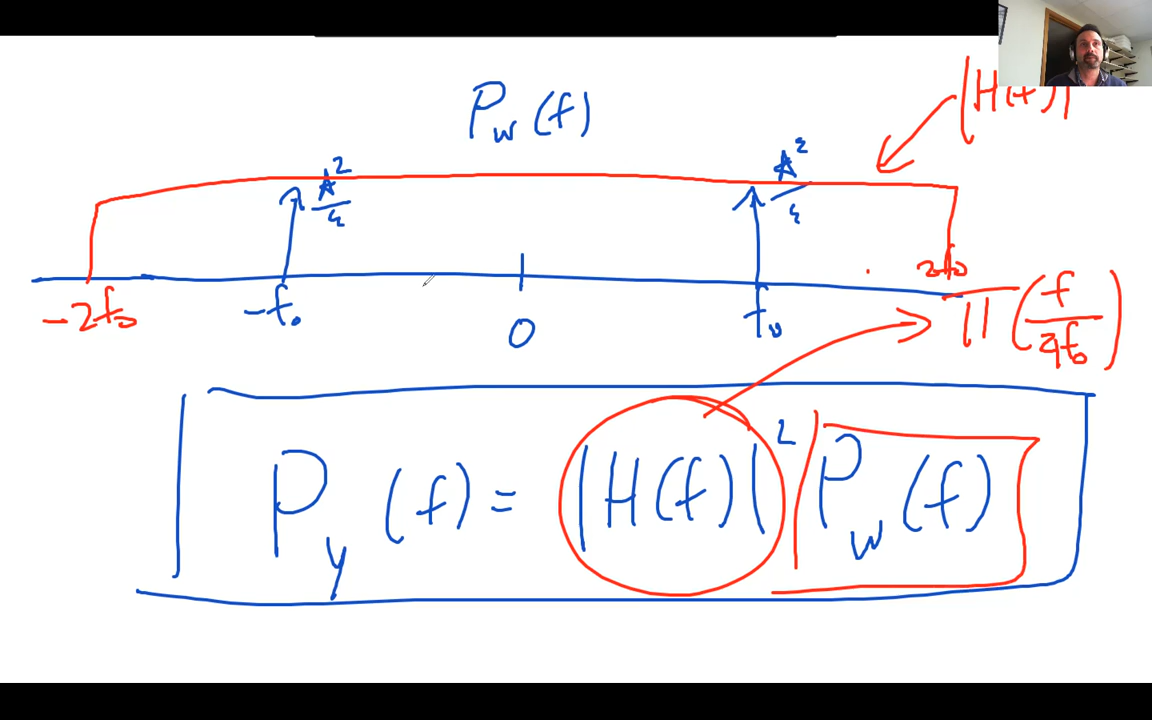 P_w(f)
|H(f)|
A²/4
A²/4
-2f₀
-f₀
0
f₀
2f₀
Π(f/4f₀)
P_y(f) = |H(f)|² P_w(f)